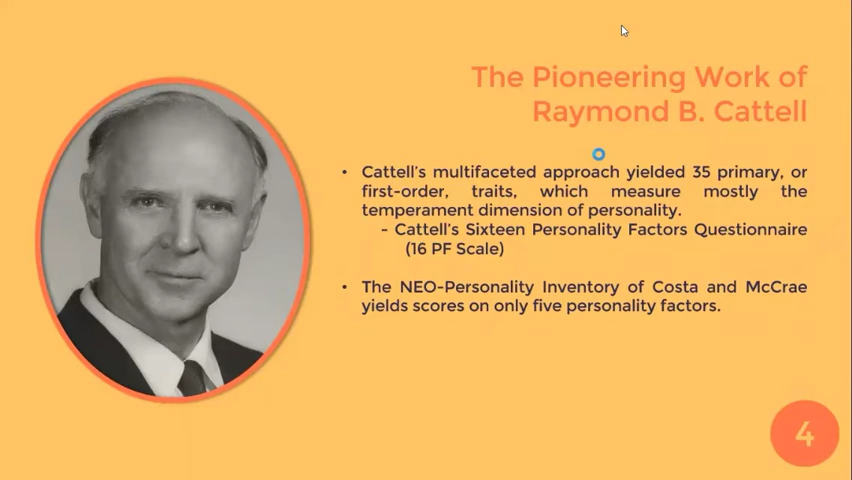 The Pioneering Work of
Raymond B. Cattell
• Cattell's multifaceted approach yielded 35 primary, or
first-order, traits, which measure mostly the
temperament dimension of personality.
- Cattell's Sixteen Personality Factors Questionnaire
(16 PF Scale)
• The NEO-Personality Inventory of Costa and McCrae
yields scores on only five personality factors.
4